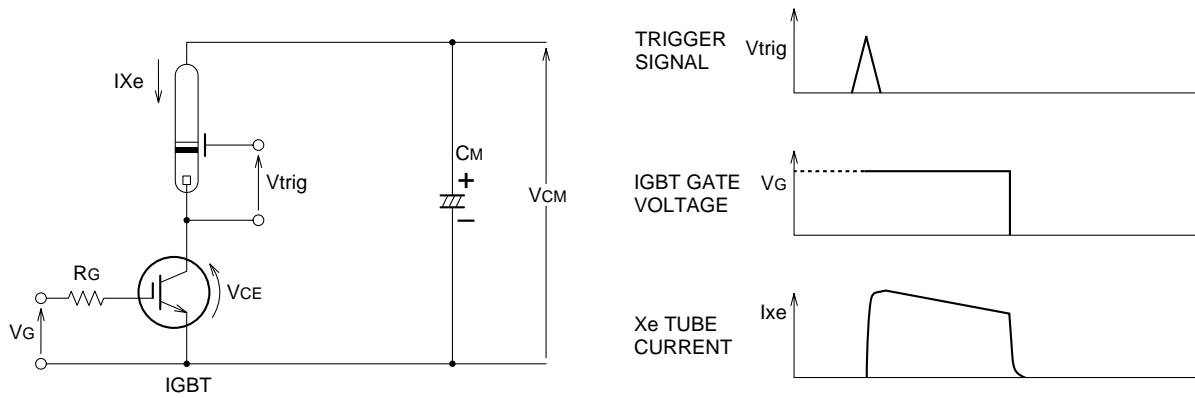 IXe
Vtrig
CM
+
–
VCM
RG
VCE
VG
IGBT
TRIGGER
SIGNAL
Vtrig
IGBT GATE
VOLTAGE
VG
Xe TUBE
CURRENT
Ixe